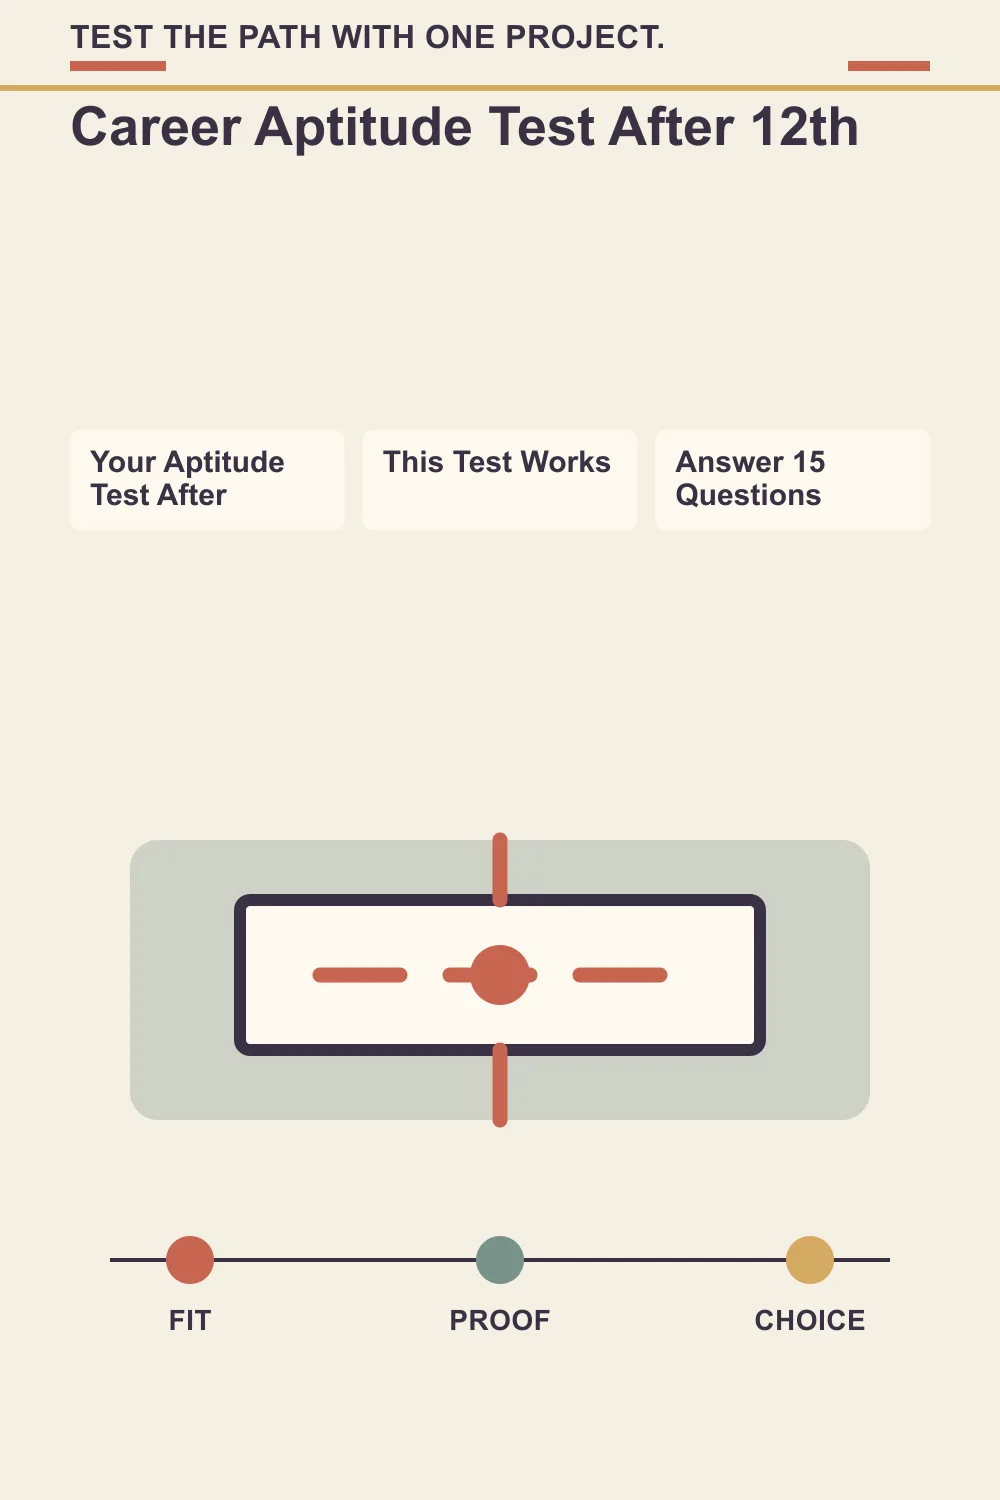 TEST THE PATH WITH ONE PROJECT.
Career Aptitude Test After 12th
Your Aptitude
Test After
This Test Works
Answer 15
Questions
FIT
PROOF
CHOICE